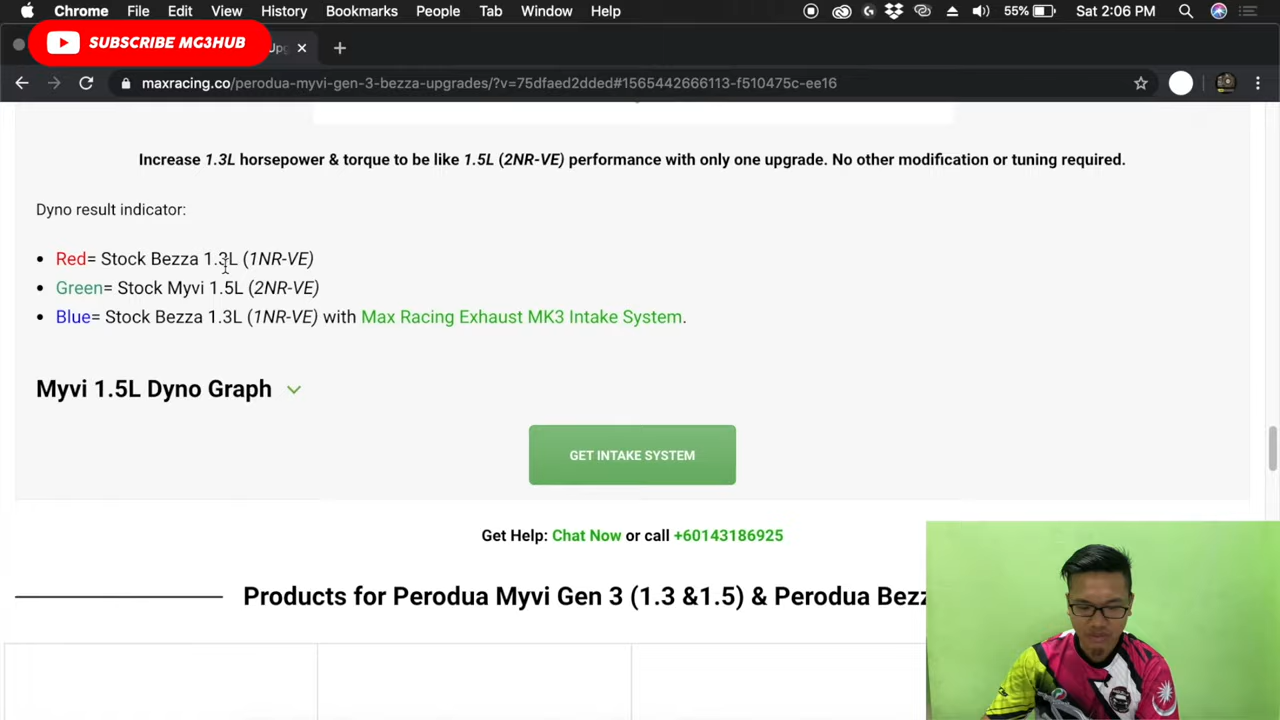 Chrome File Edit View History Bookmarks People Tab Window Help 55% Sat 2:06 PM
SUBSCRIBE MG3HUB
maxracing.co/perodua-myvi-gen-3-bezza-upgrades/?v=75dfaed2dded#1565442666113-f510475c-ee16
Increase 1.3L horsepower & torque to be like 1.5L (2NR-VE) performance with only one upgrade. No other modification or tuning required.
Dyno result indicator:
• Red= Stock Bezza 1.3L (1NR-VE)
• Green= Stock Myvi 1.5L (2NR-VE)
• Blue= Stock Bezza 1.3L (1NR-VE) with Max Racing Exhaust MK3 Intake System.
Myvi 1.5L Dyno Graph
GET INTAKE SYSTEM
Get Help: Chat Now or call +60143186925
Products for Perodua Myvi Gen 3 (1.3 &1.5) & Perodua Bezz